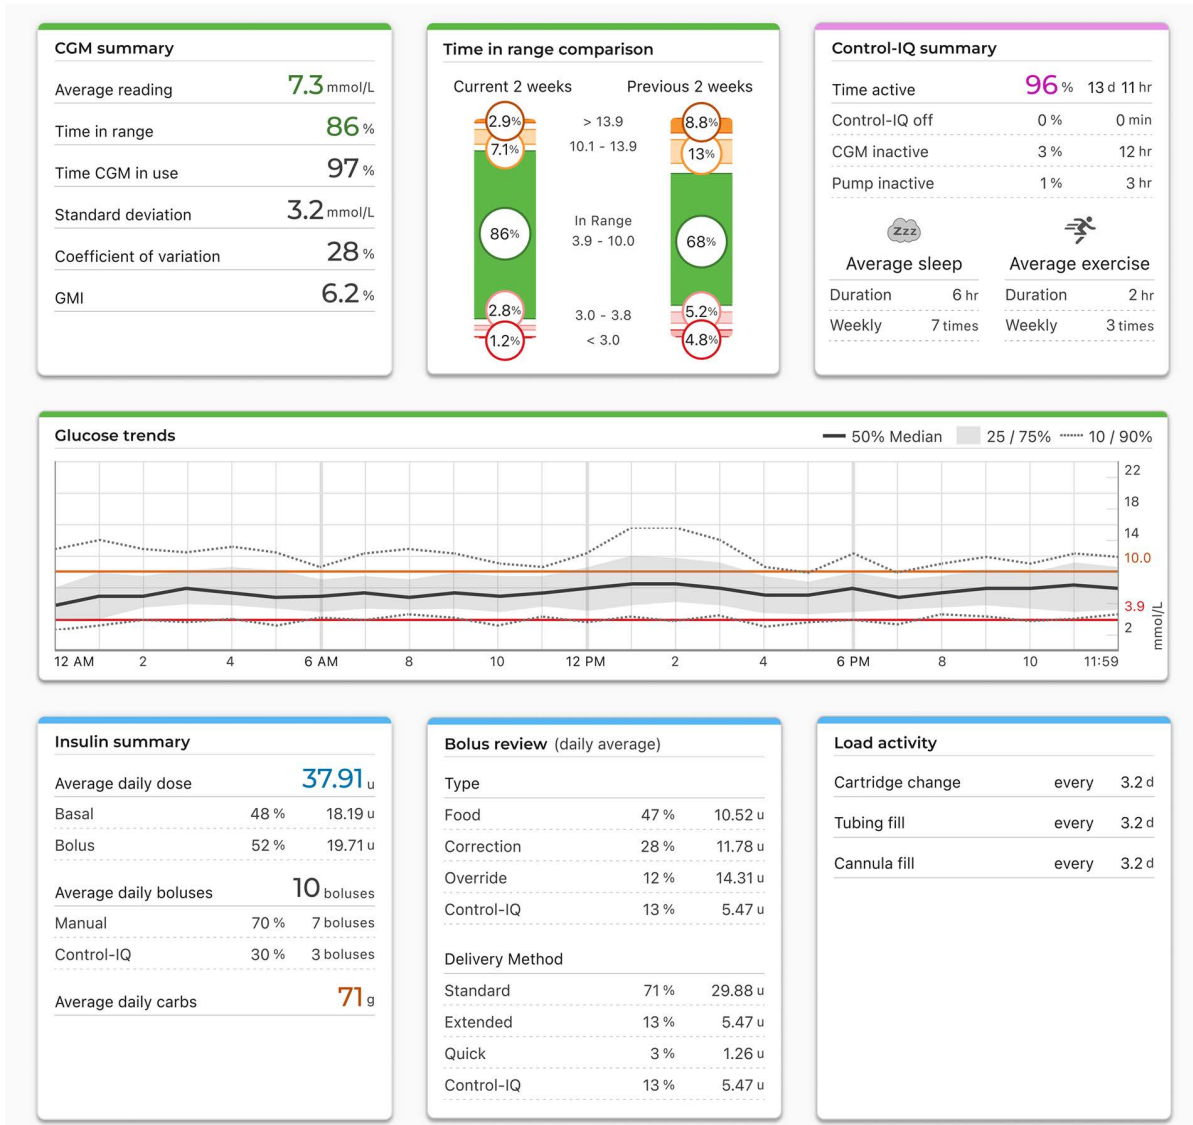 CGM summary
Average reading 7.3 mmol/L
Time in range 86 %
Time CGM in use 97 %
Standard deviation 3.2 mmol/L
Coefficient of variation 28 %
GMI 6.2 %
Time in range comparison
Current 2 weeks Previous 2 weeks
2.9% > 13.9 8.8%
7.1% 10.1 - 13.9 13%
In Range
86% 3.9 - 10.0 68%
2.8% 3.0 - 3.8 5.2%
1.2% < 3.0 4.8%
Control-IQ summary
Time active 96 % 13 d 11 hr
Control-IQ off 0 % 0 min
CGM inactive 3 % 12 hr
Pump inactive 1 % 3 hr
Zzz
Average sleep
Duration 6 hr
Weekly 7 times
Average exercise
Duration 2 hr
Weekly 3 times
Glucose trends 50% Median 25 / 75% 10 / 90%
22
18
14
10.0
3.9
2
mmol/L
12 AM 2 4 6 AM 8 10 12 PM 2 4 6 PM 8 10 11:59
Insulin summary
Average daily dose 37.91 u
Basal 48 % 18.19 u
Bolus 52 % 19.71 u
Average daily boluses 10 boluses
Manual 70 % 7 boluses
Control-IQ 30 % 3 boluses
Average daily carbs 71 g
Bolus review (daily average)
Type
Food 47 % 10.52 u
Correction 28 % 11.78 u
Override 12 % 14.31 u
Control-IQ 13 % 5.47 u
Delivery Method
Standard 71 % 29.88 u
Extended 13 % 5.47 u
Quick 3 % 1.26 u
Control-IQ 13 % 5.47 u
Load activity
Cartridge change every 3.2 d
Tubing fill every 3.2 d
Cannula fill every 3.2 d